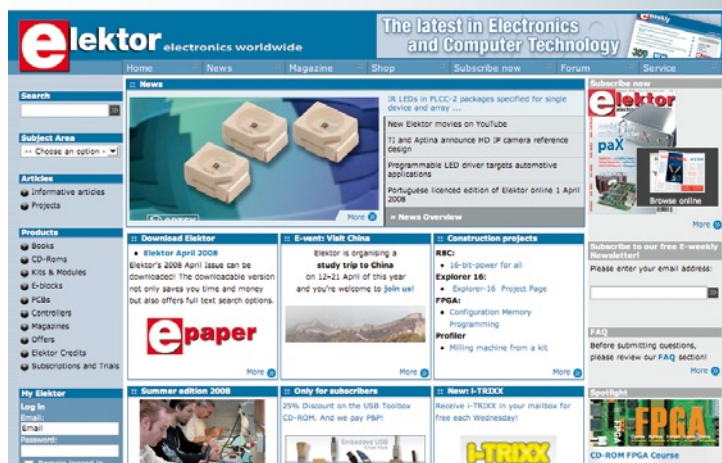 elektor electronics worldwide
The latest in Electronics
and Computer Technology
e-weekly
Home News Magazine Shop Subscribe now Forum Service
Search
Subject Area
-- Choose an option -
Articles
Informative articles
Projects
Products
Books
CD-Roms
Kits & Modules
E-blocks
PCBs
Controllers
Magazines
Offers
Elektor Credits
Subscriptions and Trials
My Elektor
Log in
Email:
Email
Password:
Remain logged in
:: News
OPTEK
More
IR LEDs in PLCC-2 packages specified for single
device and array ...
New Elektor movies on YouTube
TI and Aptina announce HD IP camera reference
design
Programmable LED driver targets automotive
applications
Portuguese licenced edition of Elektor online 1 April
2008
» News Overview
:: Download Elektor
• Elektor April 2008
Elektor's 2008 April Issue can be
downloaded! The downloadable version
not only saves you time and money
but also offers full text search options.
epaper
More
:: E-vent: Visit China
Elektor is organising a
study trip to China
on 12–21 April of this year
and you're welcome to join us!
More
:: Construction projects
R8C:
• 16-bit-power for all
Explorer 16:
• Explorer-16 Project Page
FPGA:
• Configuration Memory
Programming
Profiler
• Milling machine from a kit
More
:: Summer edition 2008
:: Only for subscribers
25% Discount on the USB Toolbox
CD-ROM. And we pay P&P!
Embedded USB
:: New: i-TRIXX
Receive i-TRIXX in your mailbox for
free each Wednesday!
i-TRIXX
Subscribe now
elektor
paX
Browse online
More
Subscribe to our free E-weekly
Newsletter!
Please enter your email address:
FAQ
Before submitting questions,
please review our FAQ section!
More
Spotlight
FPGA
CD-ROM FPGA Course